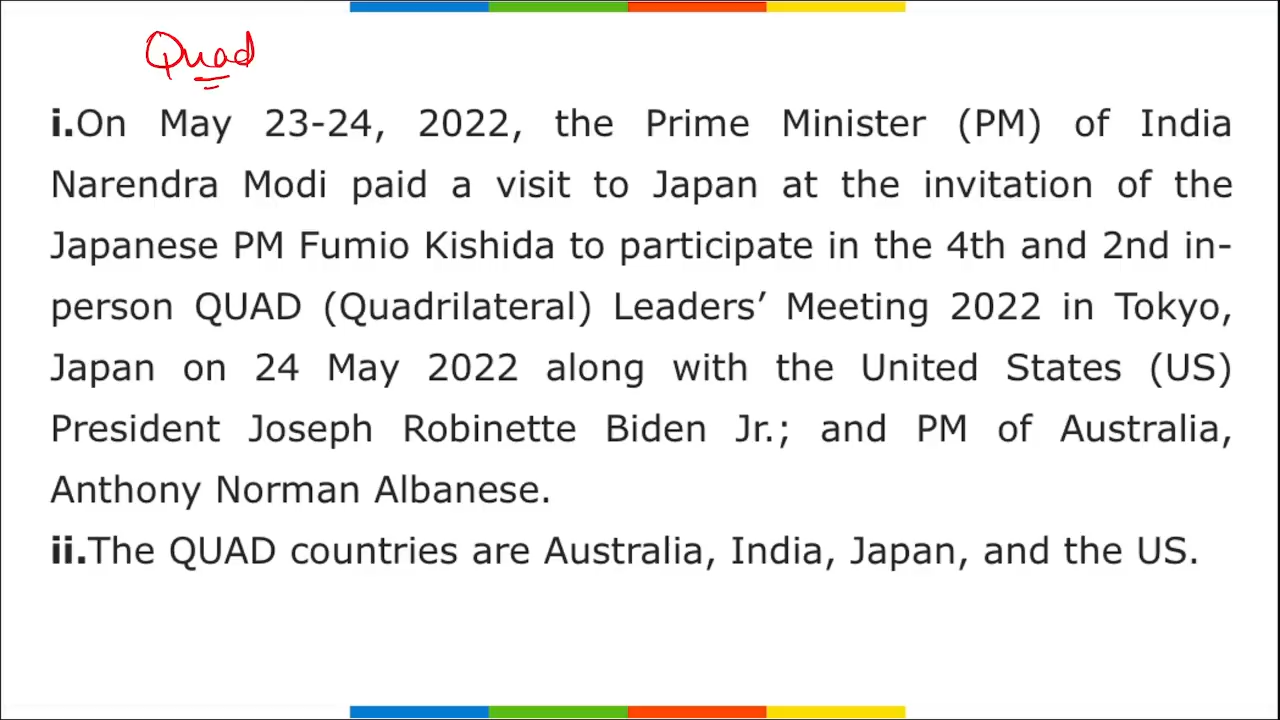 Quad
i.On May 23-24, 2022, the Prime Minister (PM) of India
Narendra Modi paid a visit to Japan at the invitation of the
Japanese PM Fumio Kishida to participate in the 4th and 2nd in-
person QUAD (Quadrilateral) Leaders’ Meeting 2022 in Tokyo,
Japan on 24 May 2022 along with the United States (US)
President Joseph Robinette Biden Jr.; and PM of Australia,
Anthony Norman Albanese.
ii.The QUAD countries are Australia, India, Japan, and the US.